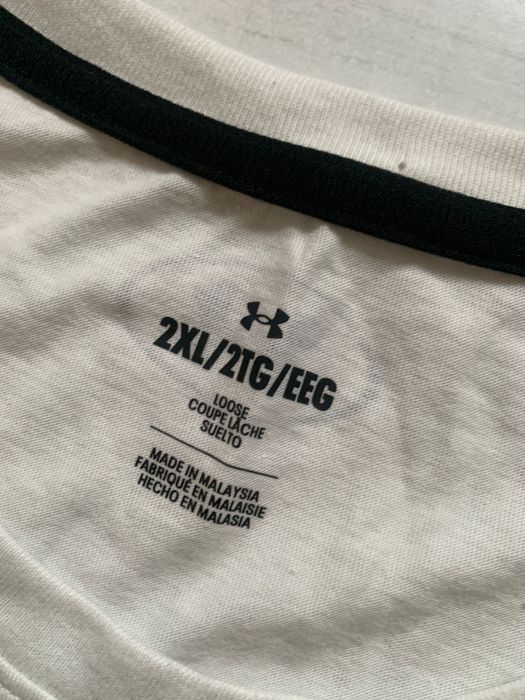 2XL/2TG/EEG
LOOSE
COUPE LÂCHE
SUELTO
MADE IN MALAYSIA
FABRIQUÉ EN MALAISIE
HECHO EN MALASIA